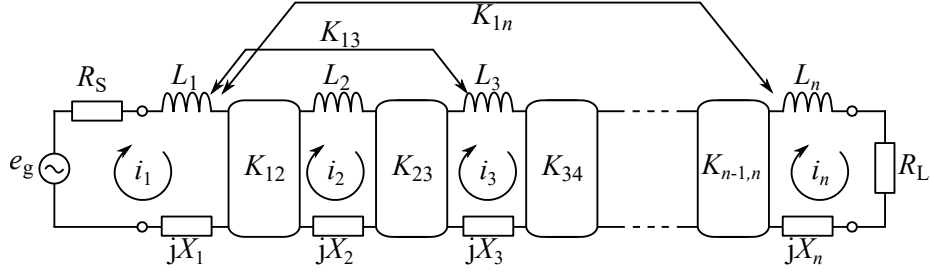 K1n
K13
RS L1 L2 L3 Ln
eg i1 K12 i2 K23 i3 K34 Kn-1,n in RL
jX1 jX2 jX3 jXn